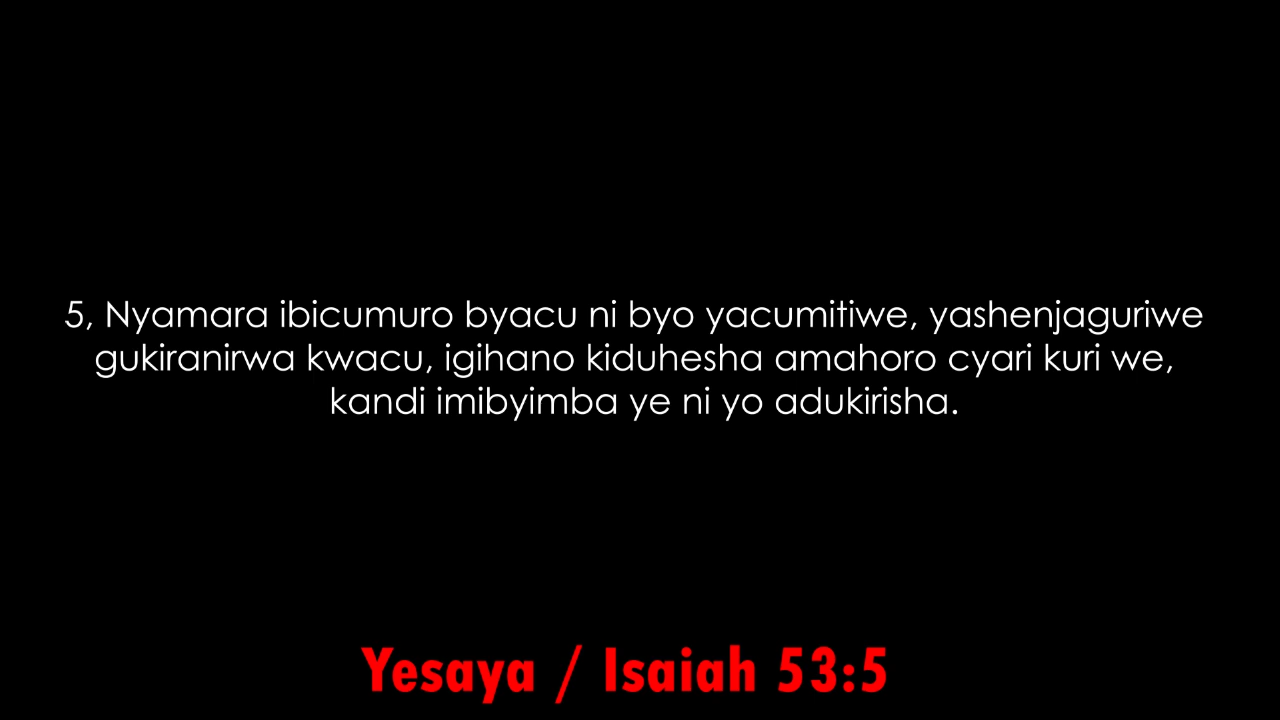 5, Nyamara ibicumuro byacu ni byo yacumitiwe, yashenjaguriwe
gukiranirwa kwacu, igihano kiduhesha amahoro cyari kuri we,
kandi imibyimba ye ni yo adukirisha.
Yesaya / Isaiah 53:5